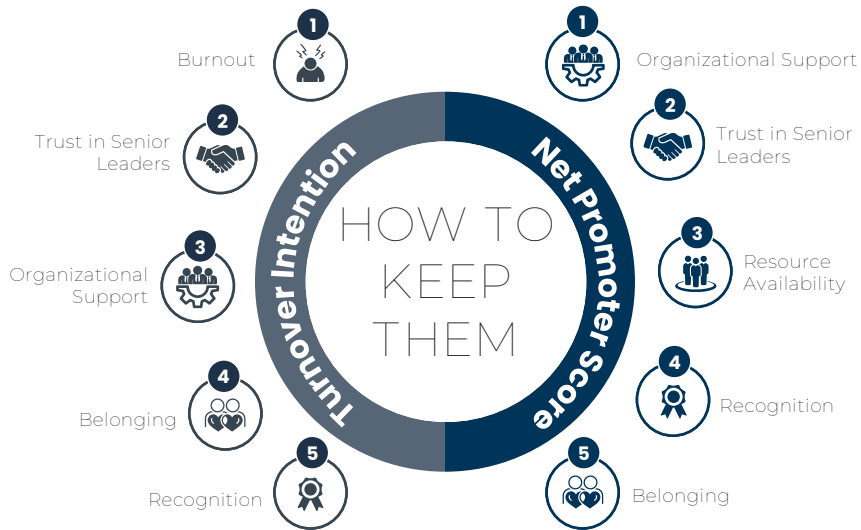 HOW TO
KEEP
THEM
Turnover Intention
1
Burnout
2
Trust in Senior
Leaders
3
Organizational
Support
4
Belonging
5
Recognition
Net Promoter Score
1
Organizational Support
2
Trust in Senior
Leaders
3
Resource
Availability
4
Recognition
5
Belonging